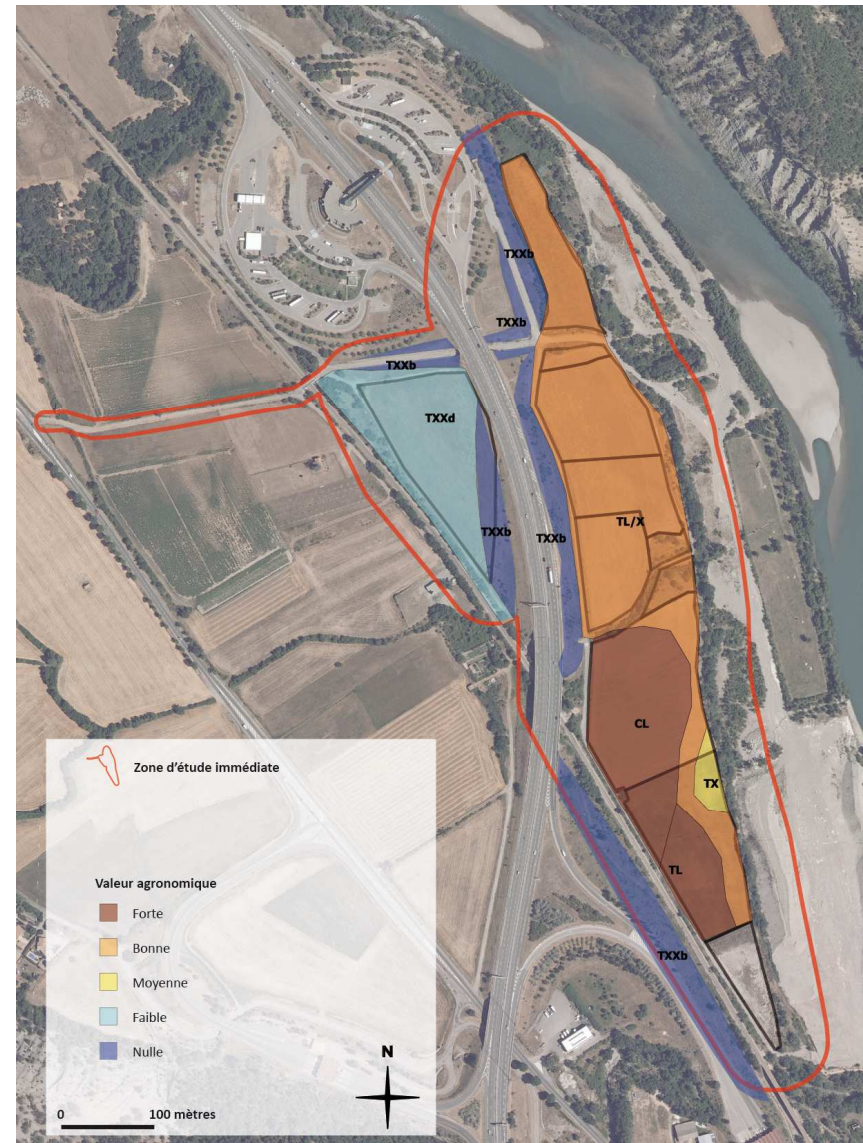 TXXb
TXXb
TXXb
TXXd
TXXb
TXXb
TL/X
CL
TX
TL
TXXb
Zone d'étude immédiate
Valeur agronomique
Forte
Bonne
Moyenne
Faible
Nulle
N
0 100 mètres